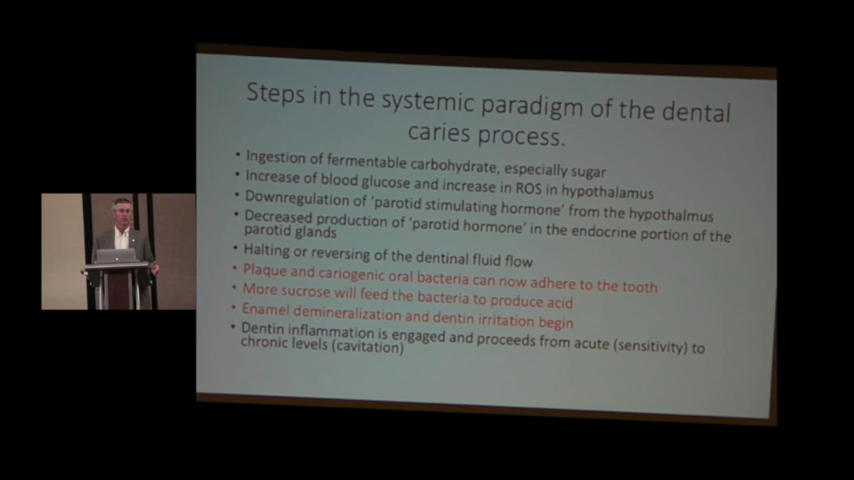 Steps in the systemic paradigm of the dental
caries process.
• Ingestion of fermentable carbohydrate, especially sugar
• Increase of blood glucose and increase in ROS in hypothalamus
• Downregulation of 'parotid stimulating hormone' from the hypothalmus
• Decreased production of 'parotid hormone' in the endocrine portion of the
parotid glands
• Halting or reversing of the dentinal fluid flow
• Plaque and cariogenic oral bacteria can now adhere to the tooth
• More sucrose will feed the bacteria to produce acid
• Enamel demineralization and dentin irritation begin
• Dentin inflammation is engaged and proceeds from acute (sensitivity) to
chronic levels (cavitation)